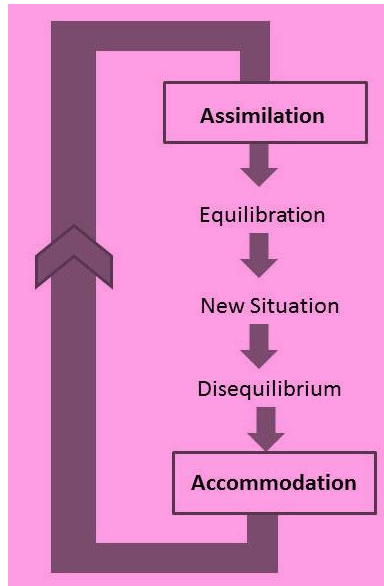 Assimilation
Equilibration
New Situation
Disequilibrium
Accommodation